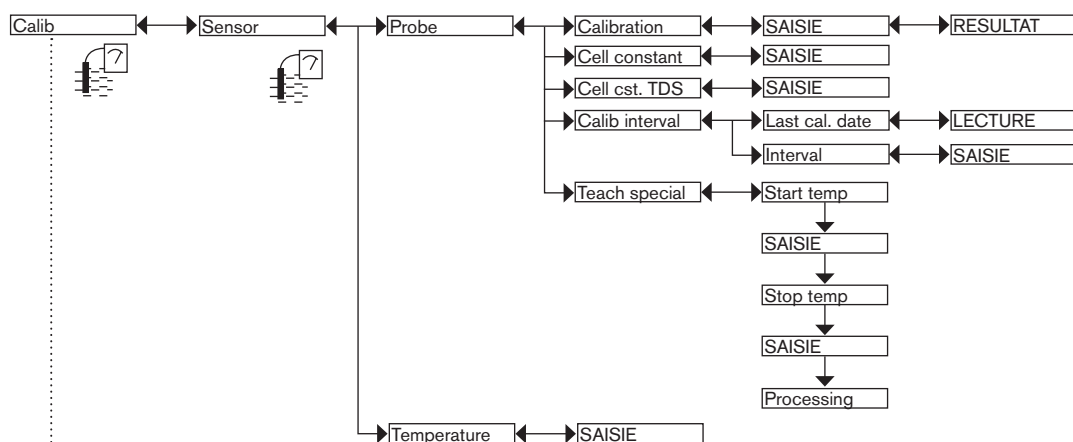 Calib
Sensor
Probe
Calibration
SAISIE
RESULTAT
Cell constant
SAISIE
Cell cst. TDS
SAISIE
Calib interval
Last cal. date
LECTURE
Interval
SAISIE
Teach special
Start temp
SAISIE
Stop temp
SAISIE
Processing
Temperature
SAISIE